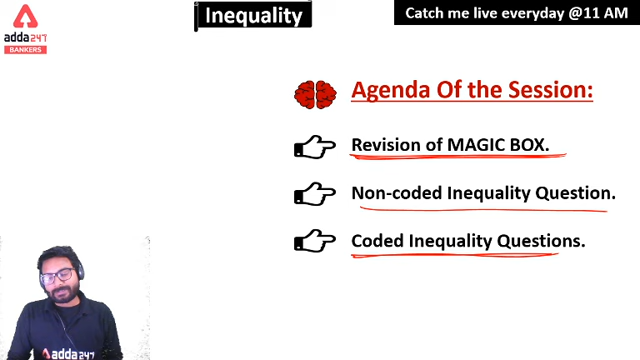 Inequality
Catch me live everyday @11 AM
adda247
BANKERS
Agenda Of the Session:
Revision of MAGIC BOX.
Non-coded Inequality Question.
Coded Inequality Questions.
adda247